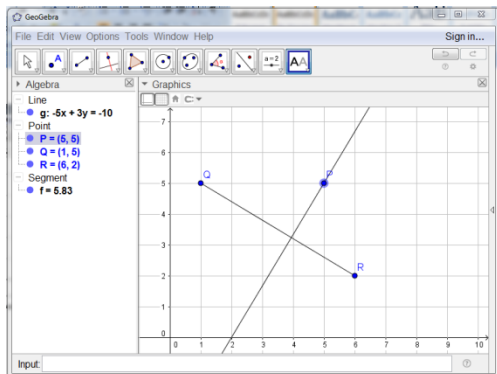 GeoGebra
File Edit View Options Tools Window Help
Sign in...
A
a=2
AA
Algebra
Graphics
Line
g: -5x + 3y = -10
Point
P = (5, 5)
Q = (1, 5)
R = (6, 2)
Segment
f = 5.83
7
6
5
4
3
2
1
0
0 1 2 3 4 5 6 7 8 9 10
Q
P
R
Input: